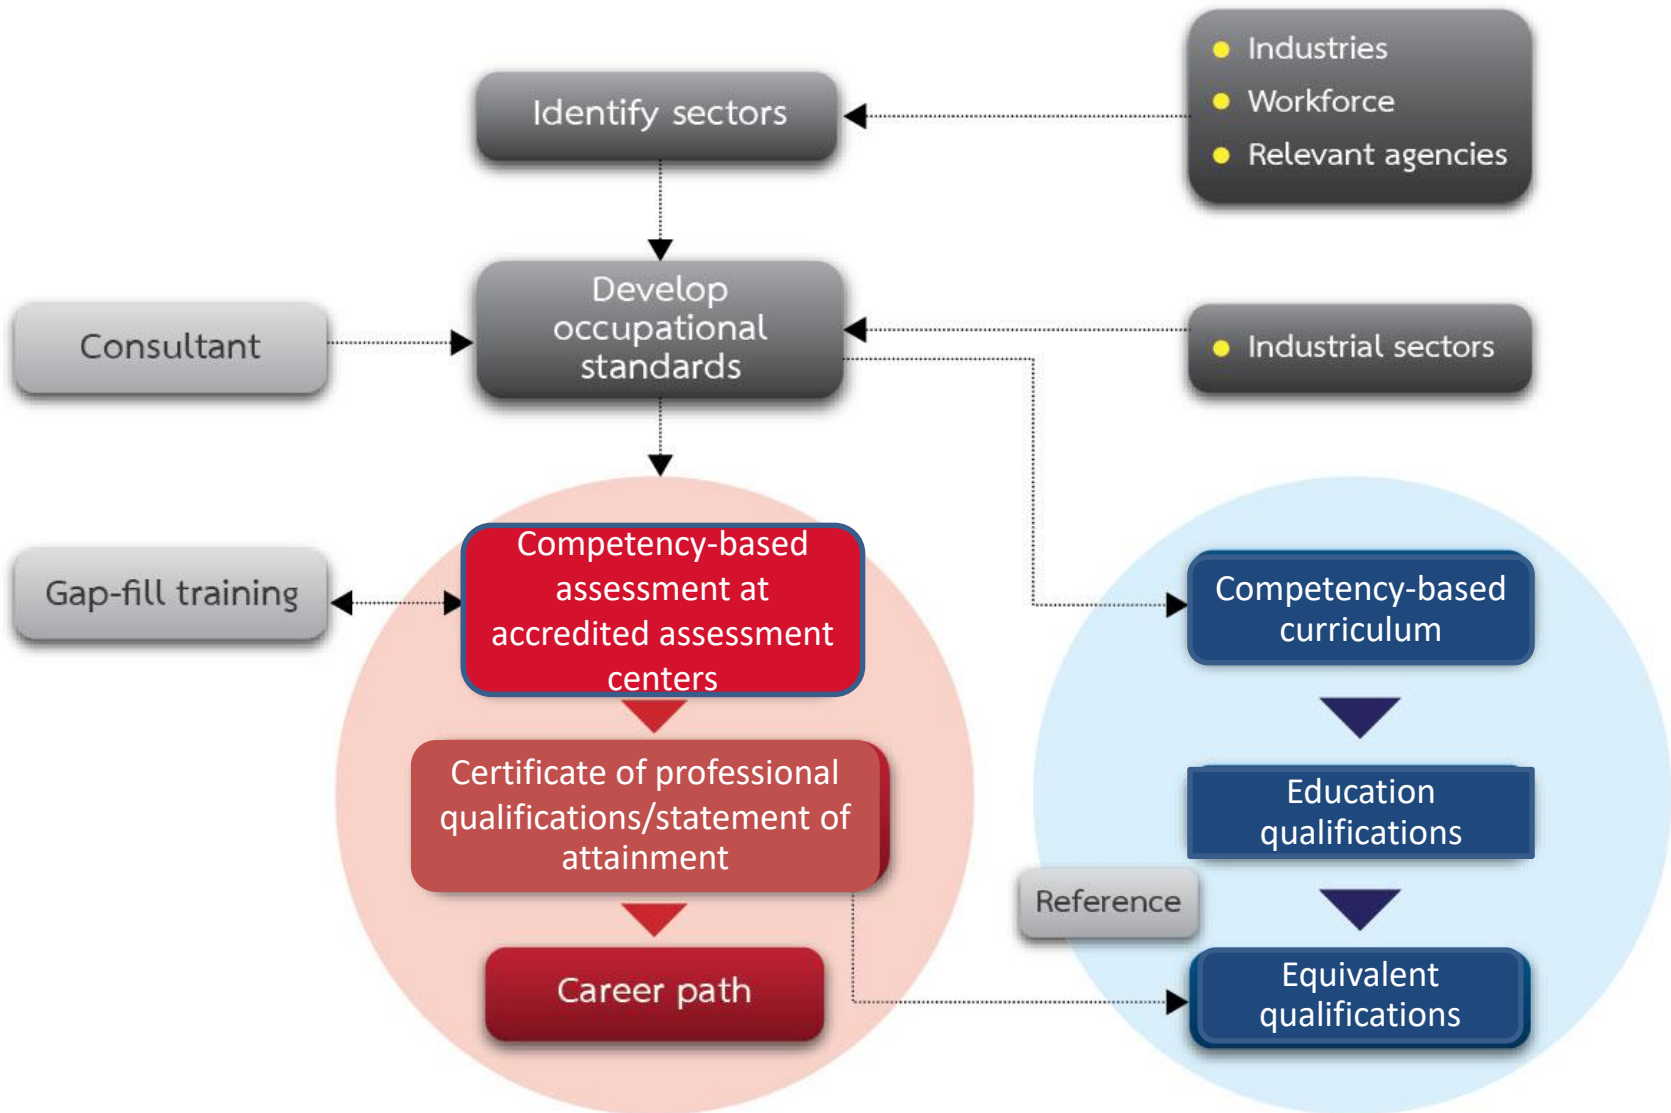 Industries
Workforce
Relevant agencies
Identify sectors
Develop
occupational
standards
Consultant
Industrial sectors
Gap-fill training
Competency-based
assessment at
accredited assessment
centers
Competency-based
curriculum
Certificate of professional
qualifications/statement of
attainment
Education
qualifications
Reference
Career path
Equivalent
qualifications